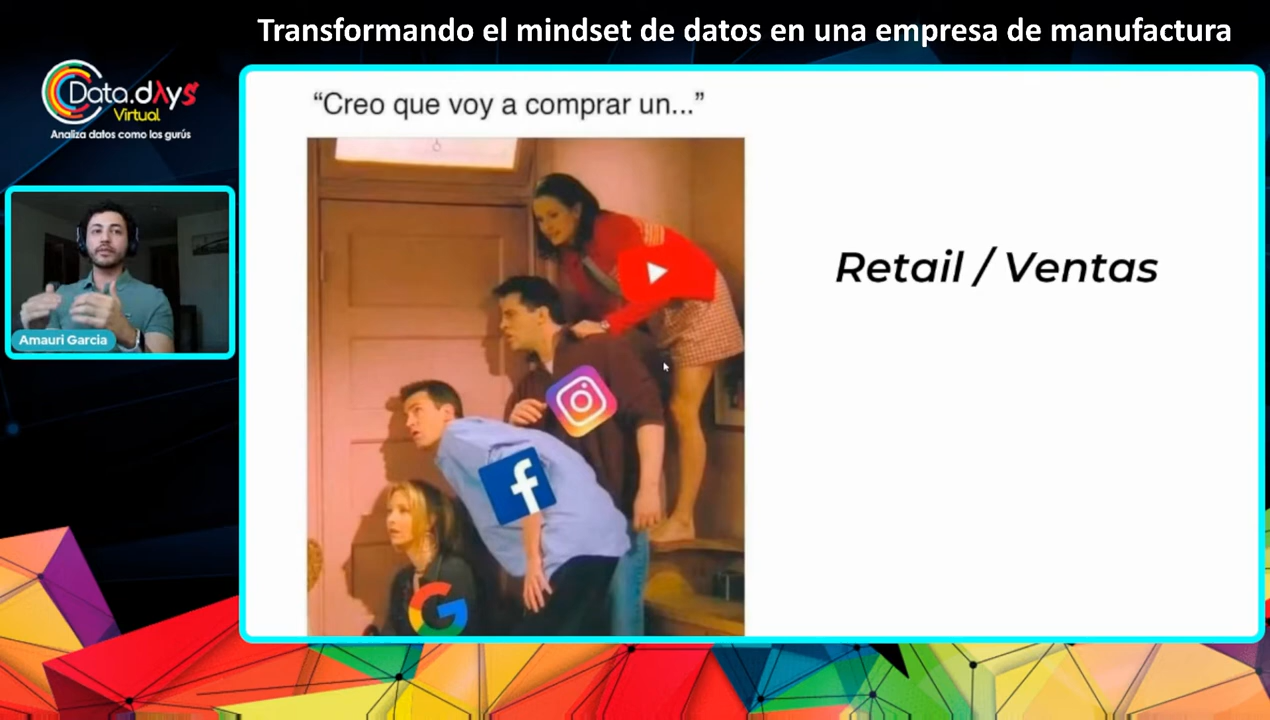 Transformando el mindset de datos en una empresa de manufactura
Data.dAys
Virtual
Analiza datos como los gurús
“Creo que voy a comprar un...”
Retail / Ventas
Amauri Garcia